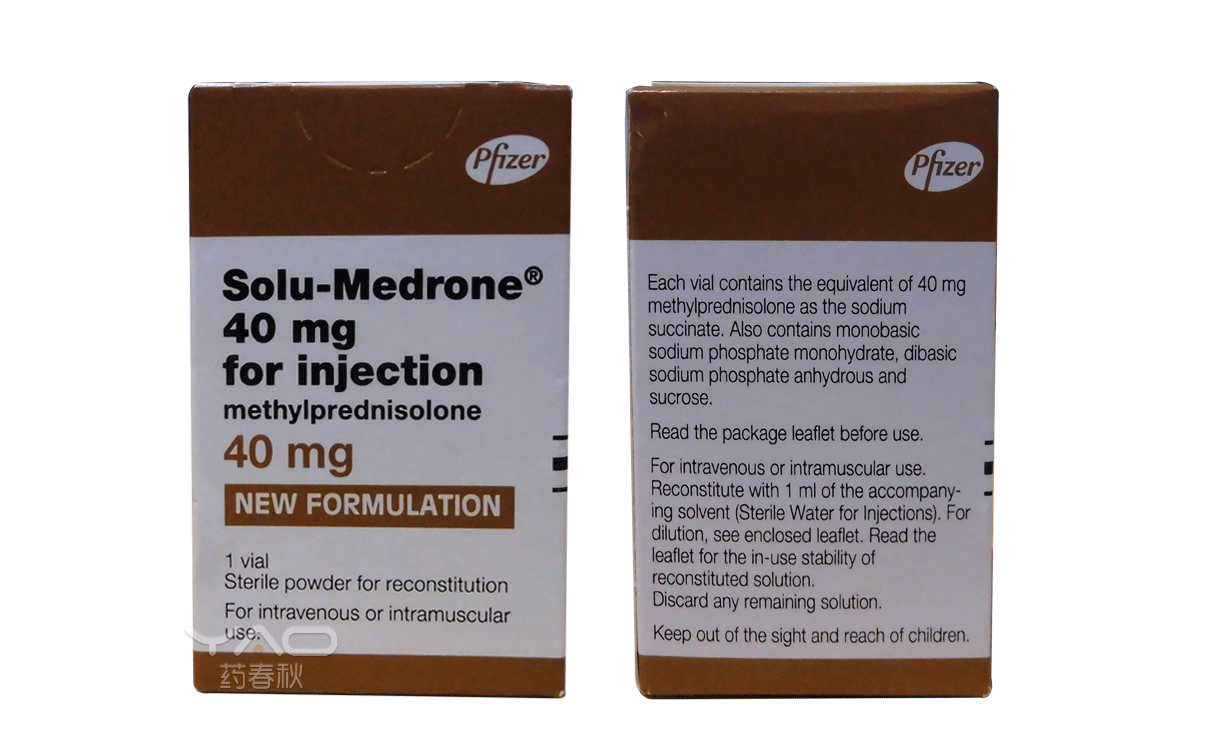 Pfizer
Solu-Medrone®
40 mg
for injection
methylprednisolone
40 mg
NEW FORMULATION
1 vial
Sterile powder for reconstitution
For intravenous or intramuscular
use.
YAO
药春秋
Pfizer
Each vial contains the equivalent of 40 mg
methylprednisolone as the sodium
succinate. Also contains monobasic
sodium phosphate monohydrate, dibasic
sodium phosphate anhydrous and
sucrose.
Read the package leaflet before use.
For intravenous or intramuscular use.
Reconstitute with 1 ml of the accompany-
ing solvent (Sterile Water for Injections). For
dilution, see enclosed leaflet. Read the
leaflet for the in-use stability of
reconstituted solution.
Discard any remaining solution.
Keep out of the sight and reach of children.